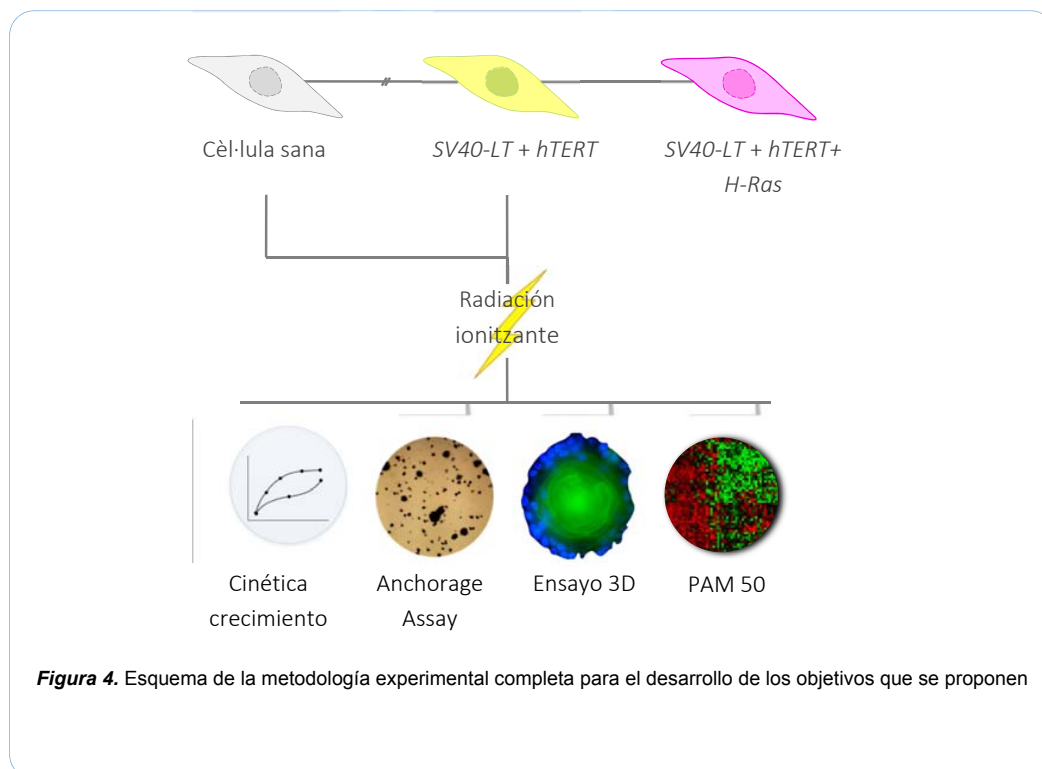 Cèl·lula sana
SV40-LT + hTERT
SV40-LT + hTERT+
H-Ras
Radiación
ionitzante
Cinética
crecimiento
Anchorage
Assay
Ensayo 3D
PAM 50
Figura 4. Esquema de la metodología experimental completa para el desarrollo de los objetivos que se proponen